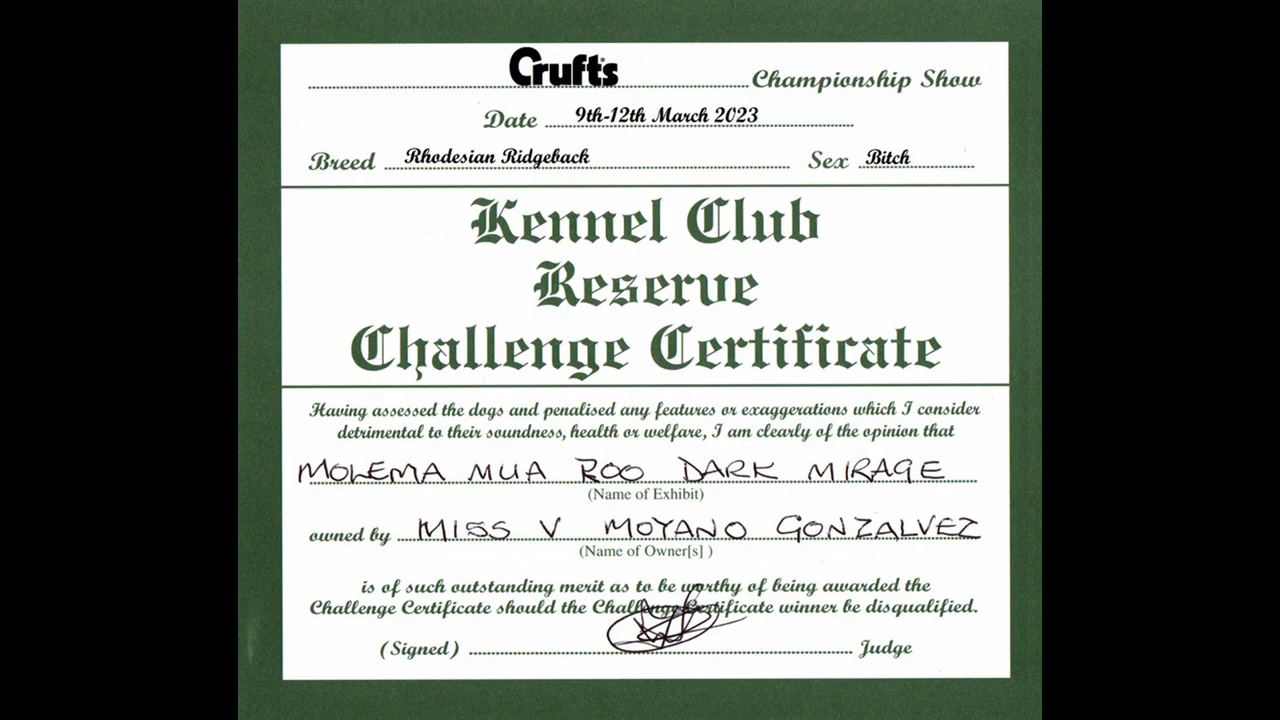 Crufts Championship Show
Date 9th-12th March 2023
Breed Rhodesian Ridgeback Sex Bitch
Kennel Club
Reserve
Challenge Certificate
Having assessed the dogs and penalised any features or exaggerations which I consider
detrimental to their soundness, health or welfare, I am clearly of the opinion that
MOLEMA MUA ROO DARK MIRAGE
(Name of Exhibit)
owned by MISS V MOYANO GONZALVEZ
(Name of Owner[s] )
is of such outstanding merit as to be worthy of being awarded the
Challenge Certificate should the Challenge Certificate winner be disqualified.
(Signed) Judge